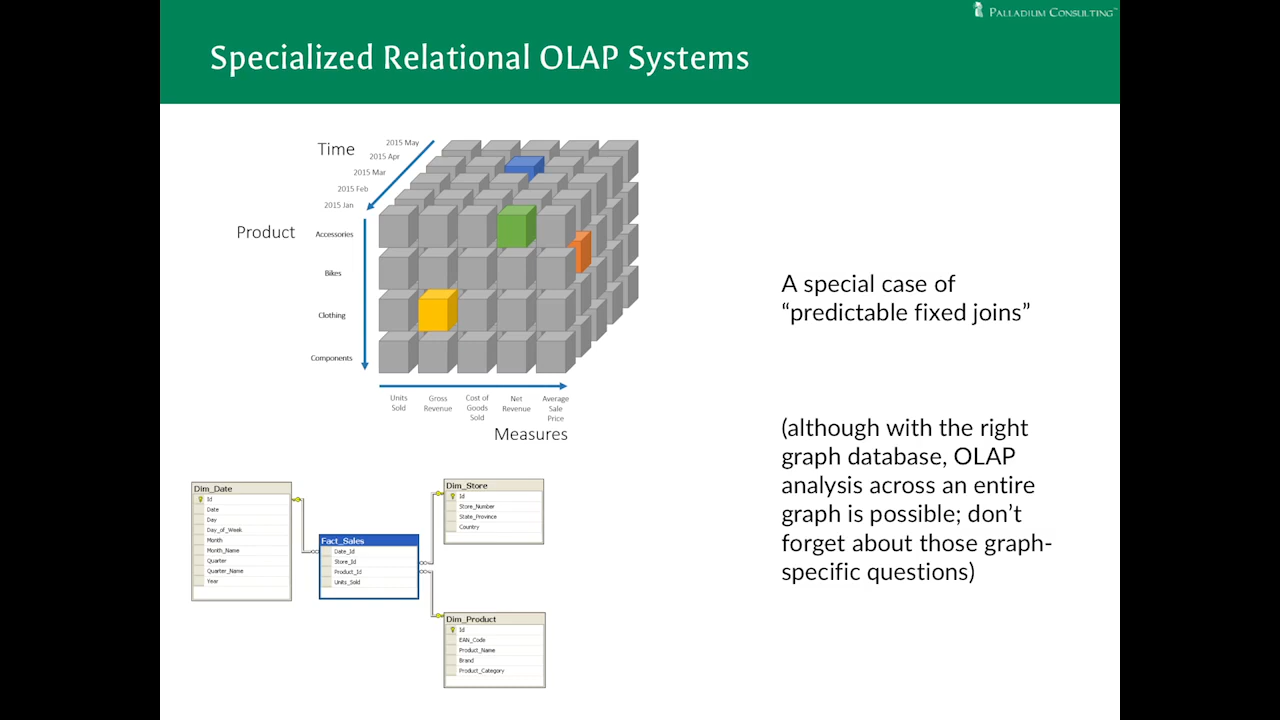 PALLADIUM CONSULTING™
Specialized Relational OLAP Systems
Time
2015 May
2015 Apr
2015 Mar
2015 Feb
2015 Jan
Product
Accessories
Bikes
Clothing
Components
Units
Sold
Gross
Revenue
Cost of
Goods
Sold
Net
Revenue
Average
Sale
Price
Measures
A special case of
“predictable fixed joins”
(although with the right
graph database, OLAP
analysis across an entire
graph is possible; don’t
forget about those graph-
specific questions)
Dim_Date
Id
Date
Day
Day_of_Week
Month
Month_Name
Quarter
Quarter_Name
Year
Fact_Sales
Date_Id
Store_Id
Product_Id
Units_Sold
Dim_Store
Id
Store_Number
State_Province
Country
Dim_Product
Id
EAN_Code
Product_Name
Brand
Product_Category